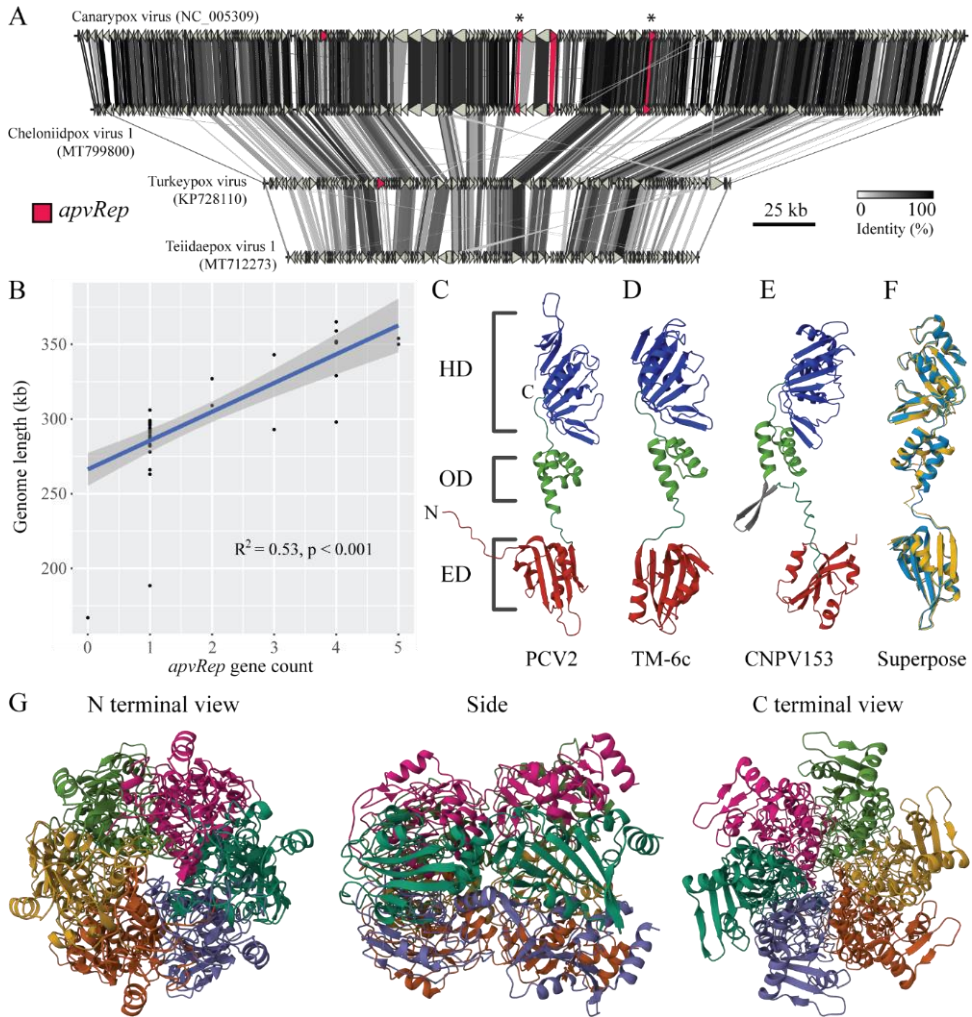 A
Canarypox virus (NC_005309)
* *
Cheloniidpox virus 1
(MT799800)
Turkeypox virus
(KP728110)
apvRep
25 kb
0 100
Identity (%)
Teiidaepox virus 1
(MT712273)
B
Genome length (kb)
350
300
250
200
R² = 0.53, p < 0.001
0 1 2 3 4 5
apvRep gene count
C D E F
HD
C
OD
N
ED
PCV2 TM-6c CNPV153 Superpose
G N terminal view Side C terminal view